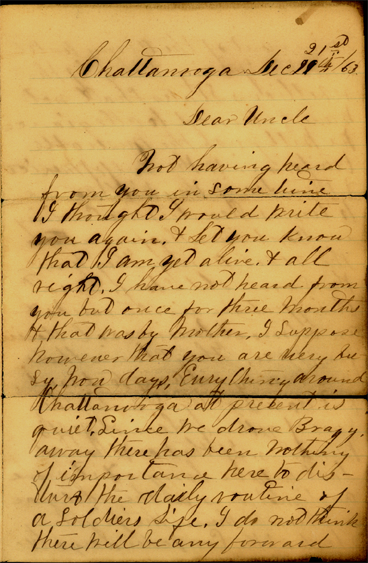 Chattanooga Dec 21st /63
Dear Uncle
Not having heard
from you in some time
I thought I would write
you again. & let you know
that I am yet alive. & all
right. I have not heard from
you but once for three months
& that was by Mother. I suppose
however that you are very bu-
sy, now days, Everything around
Chattanooga at present is
quiet. Since we drove Bragg
away there has been nothing
of importance here to dis-
turb the daily routine of
a Soldiers life. I do not think
there will be any forward